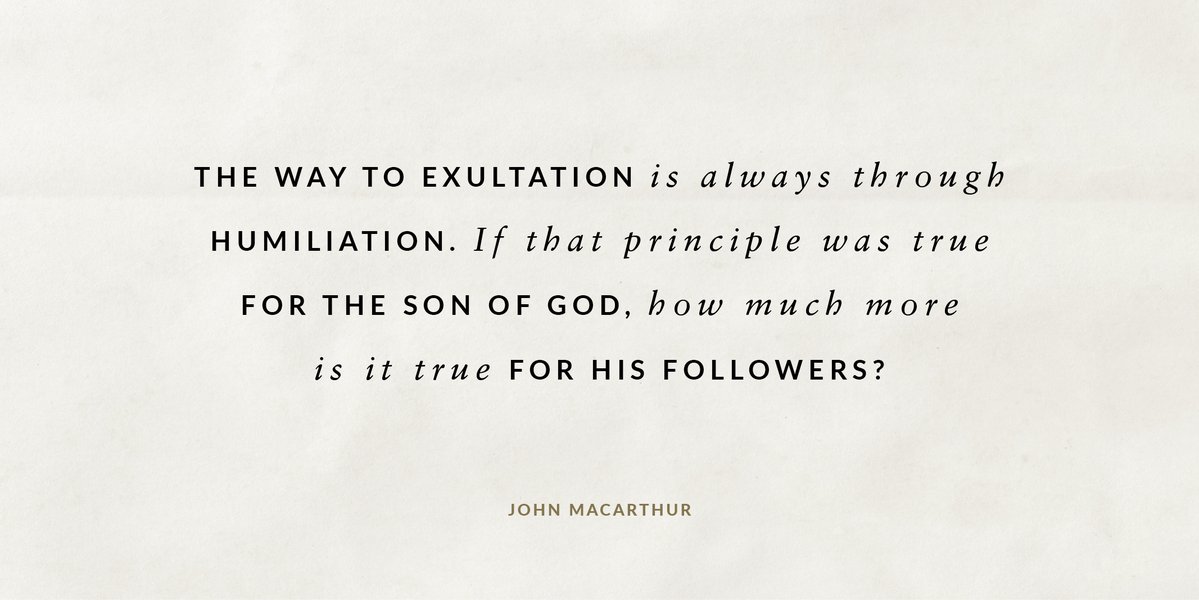 THE WAY TO EXULTATION is always through
HUMILIATION. If that principle was true
FOR THE SON OF GOD, how much more
is it true FOR HIS FOLLOWERS?
JOHN MACARTHUR